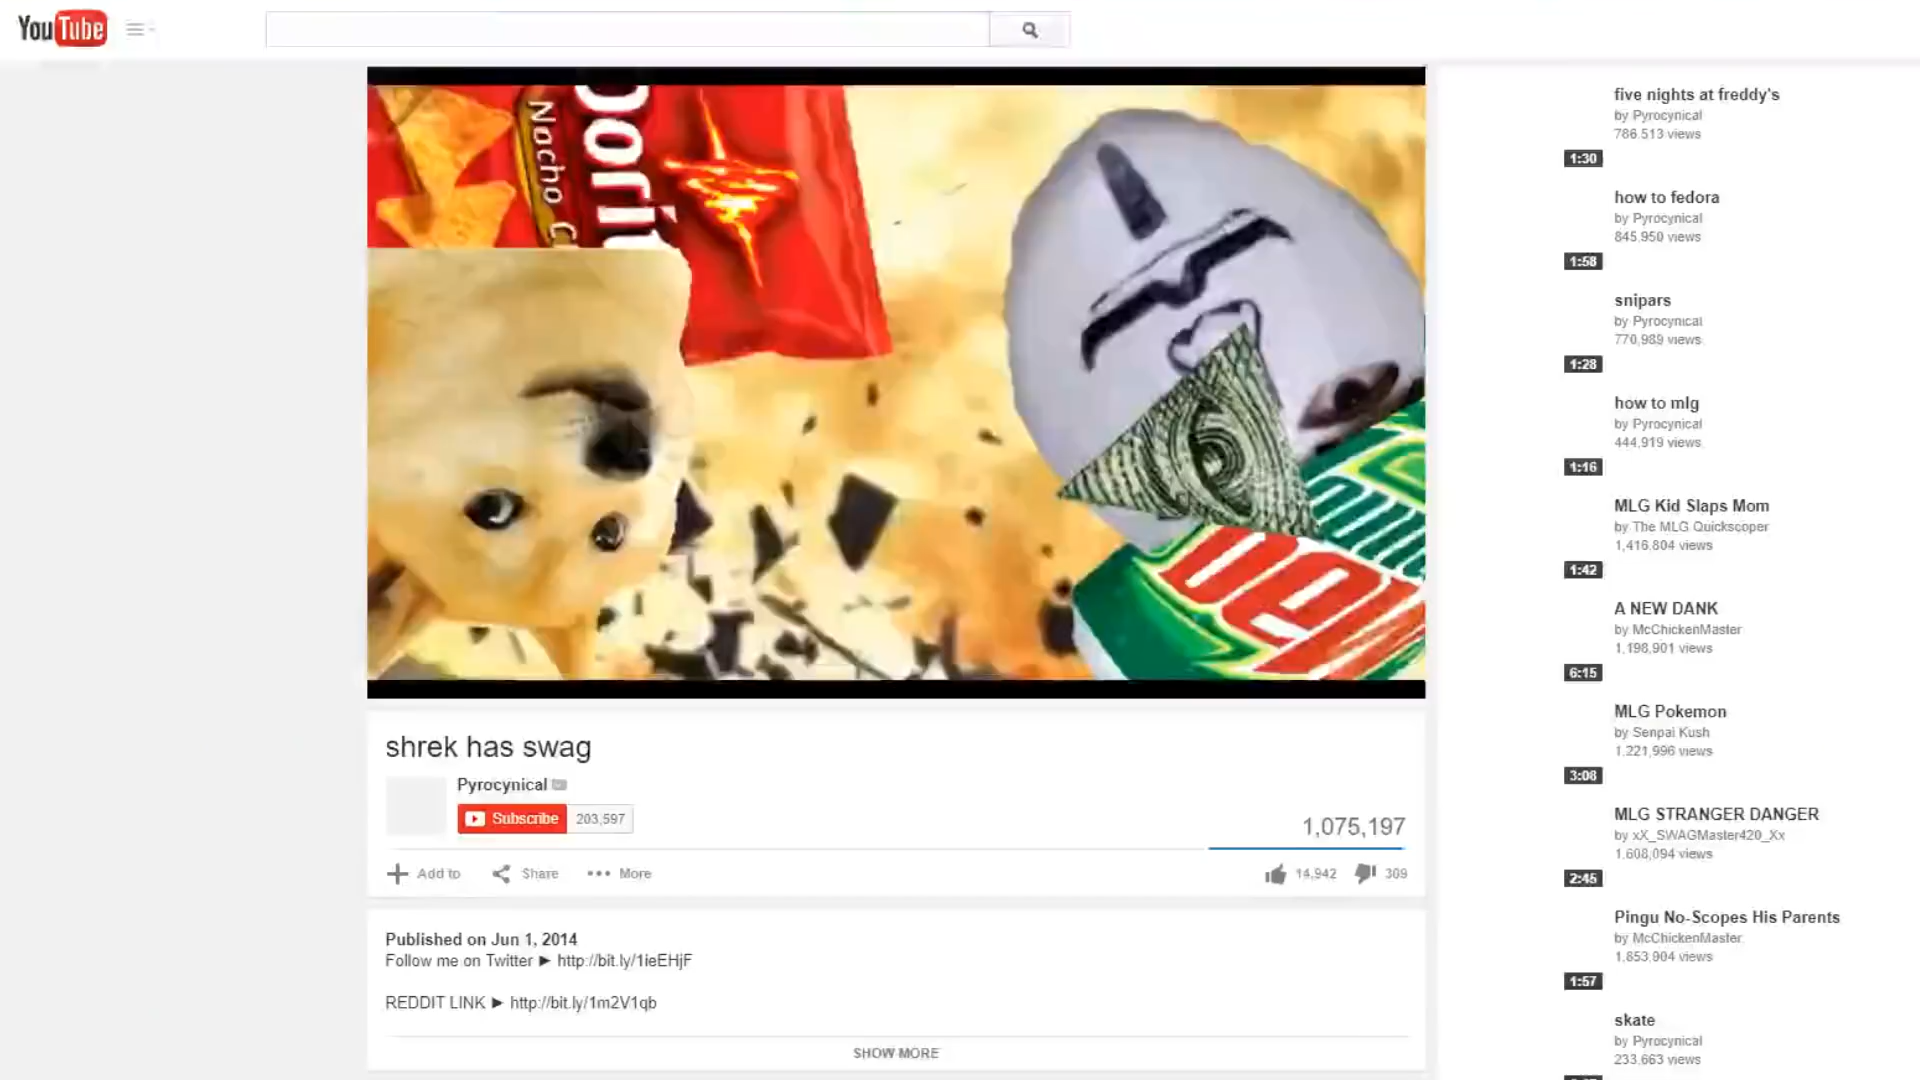 YouTube
Nacho
Dorit
Dew
shrek has swag
Pyrocynical
Subscribe 203,597
1,075,197
Add to Share More 14,942 309
Published on Jun 1, 2014
Follow me on Twitter ► http://bit.ly/1ieEHjF
REDDIT LINK ► http://bit.ly/1m2V1qb
SHOW MORE
five nights at freddy's
by Pyrocynical
786,513 views
1:30
how to fedora
by Pyrocynical
845,950 views
1:58
snipars
by Pyrocynical
770,989 views
1:28
how to mlg
by Pyrocynical
444,919 views
1:16
MLG Kid Slaps Mom
by The MLG Quickscoper
1,416,804 views
1:42
A NEW DANK
by McChickenMaster
1,198,901 views
6:15
MLG Pokemon
by Senpai Kush
1,221,996 views
3:08
MLG STRANGER DANGER
by xX_SWAGMaster420_Xx
1,608,094 views
2:45
Pingu No-Scopes His Parents
by McChickenMaster
1,853,904 views
1:57
skate
by Pyrocynical
233,663 views